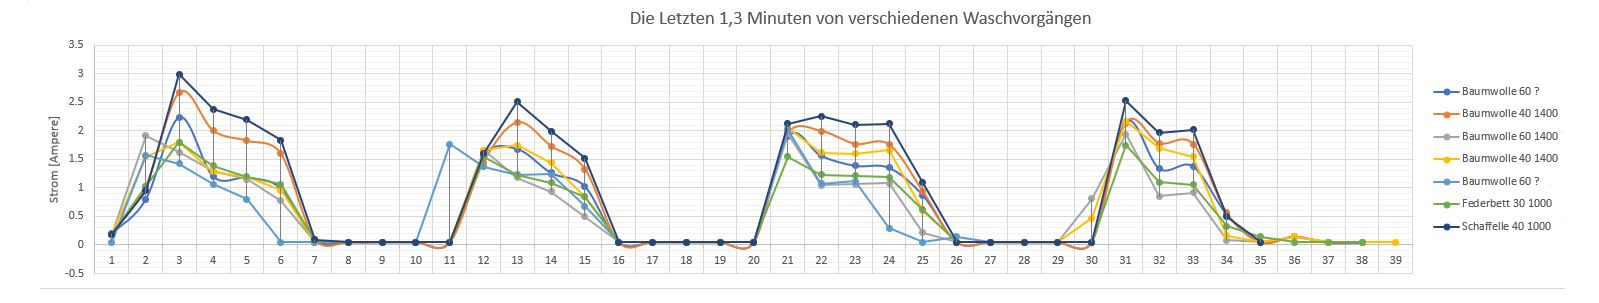 Die Letzten 1,3 Minuten von verschiedenen Waschvorgängen
Strom [Ampere]
3.5
3
2.5
2
1.5
1
0.5
0
-0.5
1 2 3 4 5 6 7 8 9 10 11 12 13 14 15 16 17 18 19 20 21 22 23 24 25 26 27 28 29 30 31 32 33 34 35 36 37 38 39
Baumwolle 60 ?
Baumwolle 40 1400
Baumwolle 60 1400
Baumwolle 40 1400
Baumwolle 60 ?
Federbett 30 1000
Schaffelle 40 1000